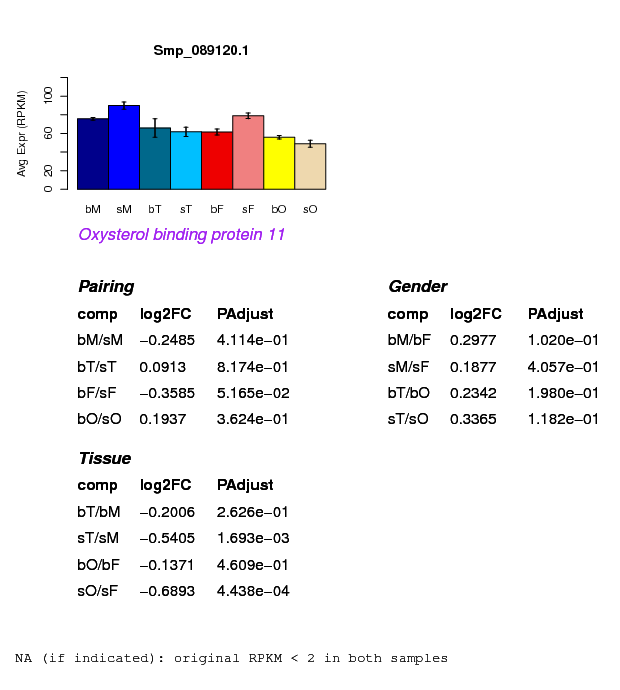 Smp_089120.1
Avg Expr (RPKM)
100
60
20
0
bM sM bT sT bF sF bO sO
Oxysterol binding protein 11
Pairing
comp log2FC PAdjust
bM/sM −0.2485 4.114e−01
bT/sT 0.0913 8.174e−01
bF/sF −0.3585 5.165e−02
bO/sO 0.1937 3.624e−01
Gender
comp log2FC PAdjust
bM/bF 0.2977 1.020e−01
sM/sF 0.1877 4.057e−01
bT/bO 0.2342 1.980e−01
sT/sO 0.3365 1.182e−01
Tissue
comp log2FC PAdjust
bT/bM −0.2006 2.626e−01
sT/sM −0.5405 1.693e−03
bO/bF −0.1371 4.609e−01
sO/sF −0.6893 4.438e−04
NA (if indicated): original RPKM < 2 in both samples